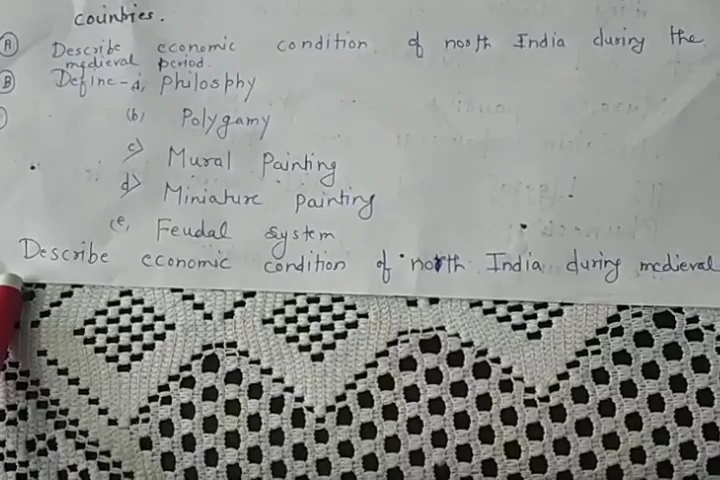 countries.
(A) Describe economic condition of north India during the
medieval period.
(B) Define - a, Philosphy
(b) Polygamy
c) Mural Painting
d) Miniature painting
(e, Feudal system
Describe economic condition of north India during medieval